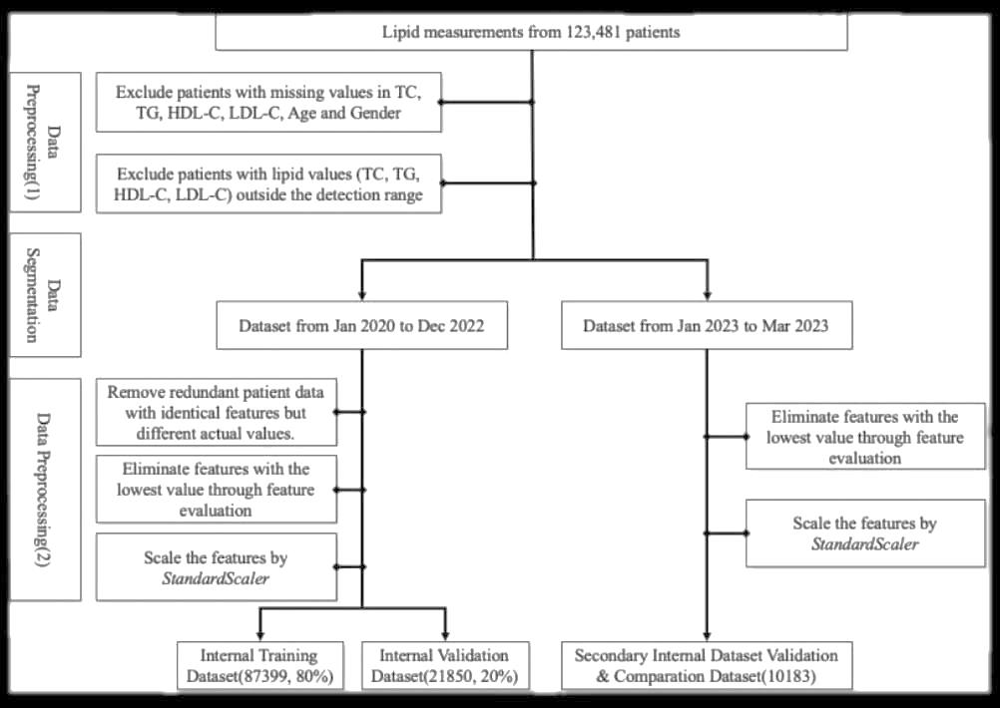 Lipid measurements from 123,481 patients
Data
Preprocessing(1)
Exclude patients with missing values in TC,
TG, HDL-C, LDL-C, Age and Gender
Exclude patients with lipid values (TC, TG,
HDL-C, LDL-C) outside the detection range
Data
Segmentation
Dataset from Jan 2020 to Dec 2022
Dataset from Jan 2023 to Mar 2023
Data Preprocessing(2)
Remove redundant patient data
with identical features but
different actual values.
Eliminate features with the
lowest value through feature
evaluation
Scale the features by
StandardScaler
Eliminate features with the
lowest value through feature
evaluation
Scale the features by
StandardScaler
Internal Training
Dataset(87399, 80%)
Internal Validation
Dataset(21850, 20%)
Secondary Internal Dataset Validation
& Comparation Dataset(10183)